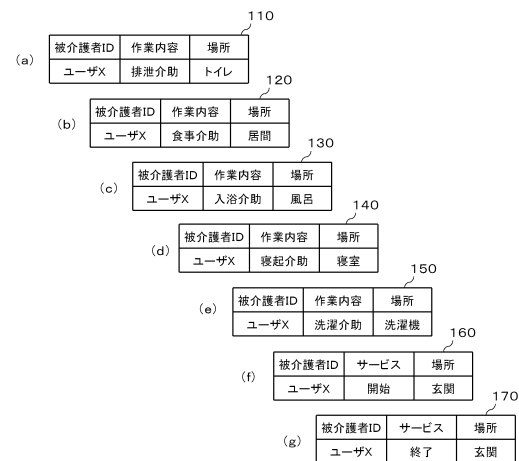 110
(a)
被介護者ID 作業内容 場所
ユーザX 排泄介助 トイレ
120
(b)
被介護者ID 作業内容 場所
ユーザX 食事介助 居間
130
(c)
被介護者ID 作業内容 場所
ユーザX 入浴介助 風呂
140
(d)
被介護者ID 作業内容 場所
ユーザX 寝起介助 寝室
150
(e)
被介護者ID 作業内容 場所
ユーザX 洗濯介助 洗濯機
160
(f)
被介護者ID サービス 場所
ユーザX 開始 玄関
170
(g)
被介護者ID サービス 場所
ユーザX 終了 玄関